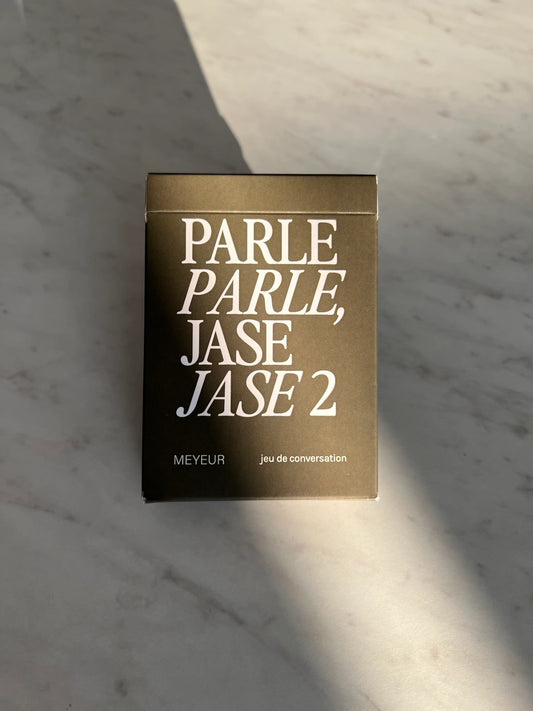 PARLE
PARLE,
JASE
JASE 2
MEYEUR jeu de conversation